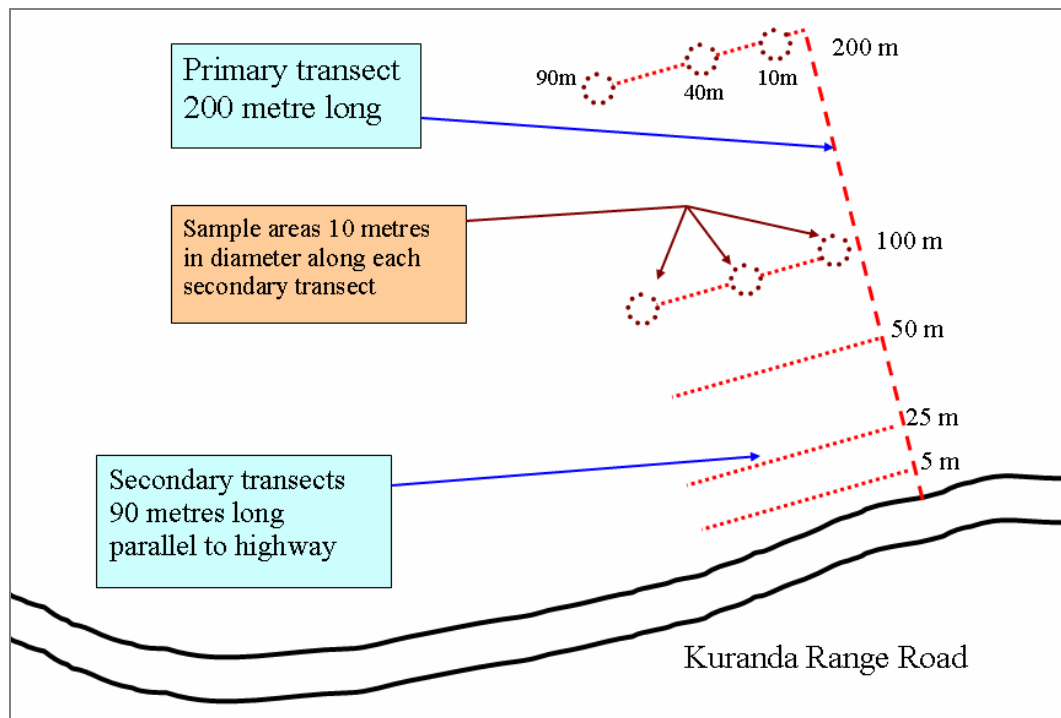 Primary transect
200 metre long
200 m
90m
40m
10m
Sample areas 10 metres
in diameter along each
secondary transect
100 m
50 m
25 m
5 m
Secondary transects
90 metres long
parallel to highway
Kuranda Range Road